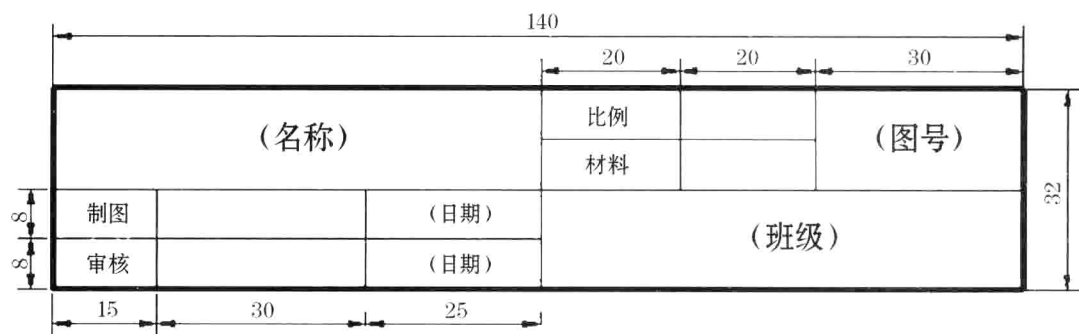 140
20 20 30
(名称) 比例 (图号)
材料
32
8 制图 (日期) (班级)
8 审核 (日期)
15 30 25